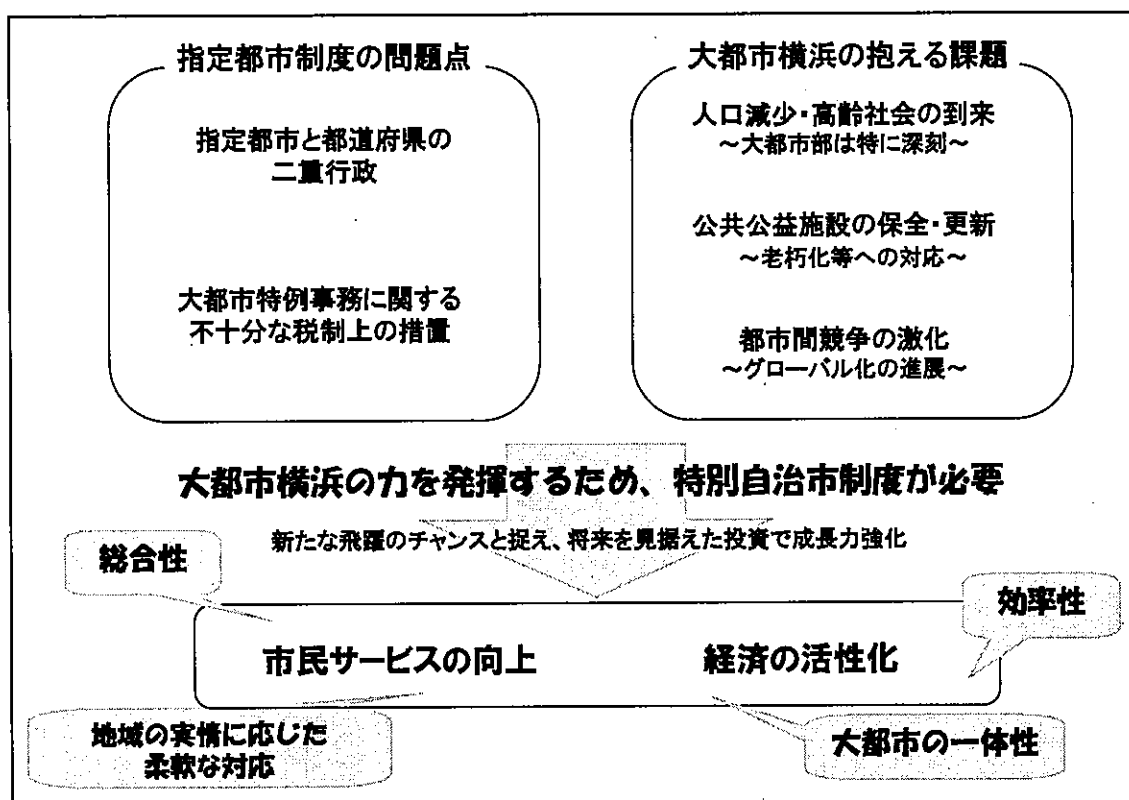 指定都市制度の問題点
指定都市と都道府県の
二重行政
大都市特例事務に関する
不十分な税制上の措置
大都市横浜の抱える課題
人口減少・高齢社会の到来
～大都市部は特に深刻～
公共公益施設の保全・更新
～老朽化等への対応～
都市間競争の激化
～グローバル化の進展～
大都市横浜の力を発揮するため、特別自治市制度が必要
新たな飛躍のチャンスと捉え、将来を見据えた投資で成長力強化
総合性
効率性
市民サービスの向上
経済の活性化
地域の実情に応じた
柔軟な対応
大都市の一体性